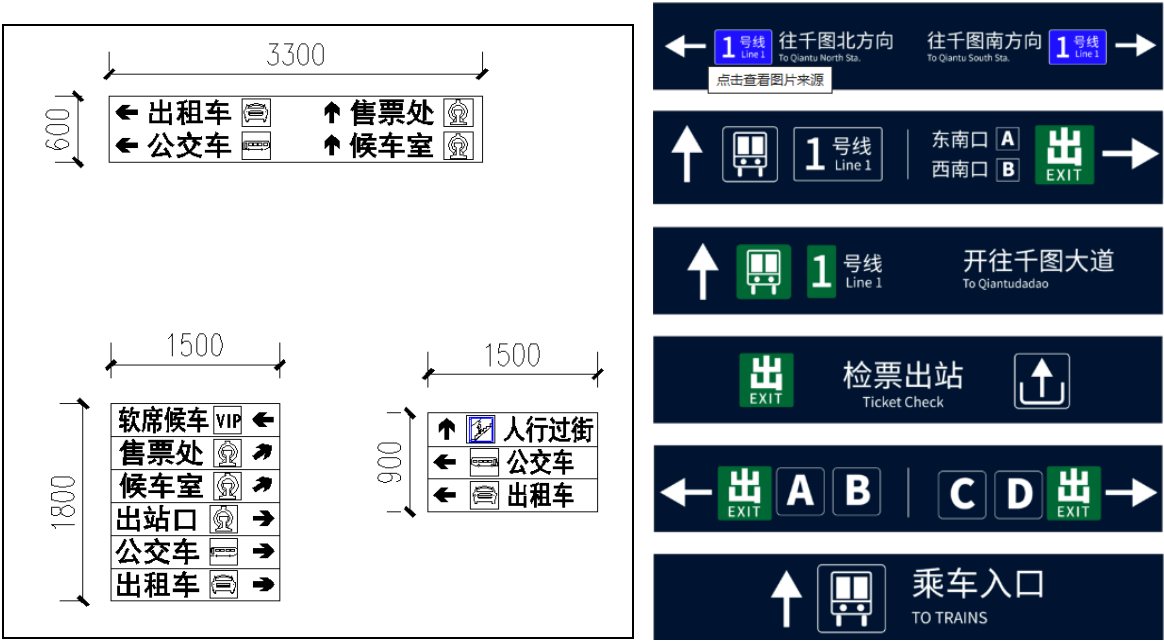 3300
600
出租车 售票处
公交车 候车室
1500
1800
软席候车 VIP
售票处
候车室
出站口
公交车
出租车
1500
900
人行过街
公交车
出租车
1 号线 Line 1 往千图北方向 To Qiantu North Sta. 往千图南方向 To Qiantu South Sta. 1 号线 Line 1
点击查看图片来源
1 号线 Line 1
东南口 A
西南口 B
出 EXIT
1 号线 Line 1
开往千图大道
To Qiantudadao
出 EXIT
检票出站
Ticket Check
出 EXIT A B C D 出 EXIT
乘车入口
TO TRAINS